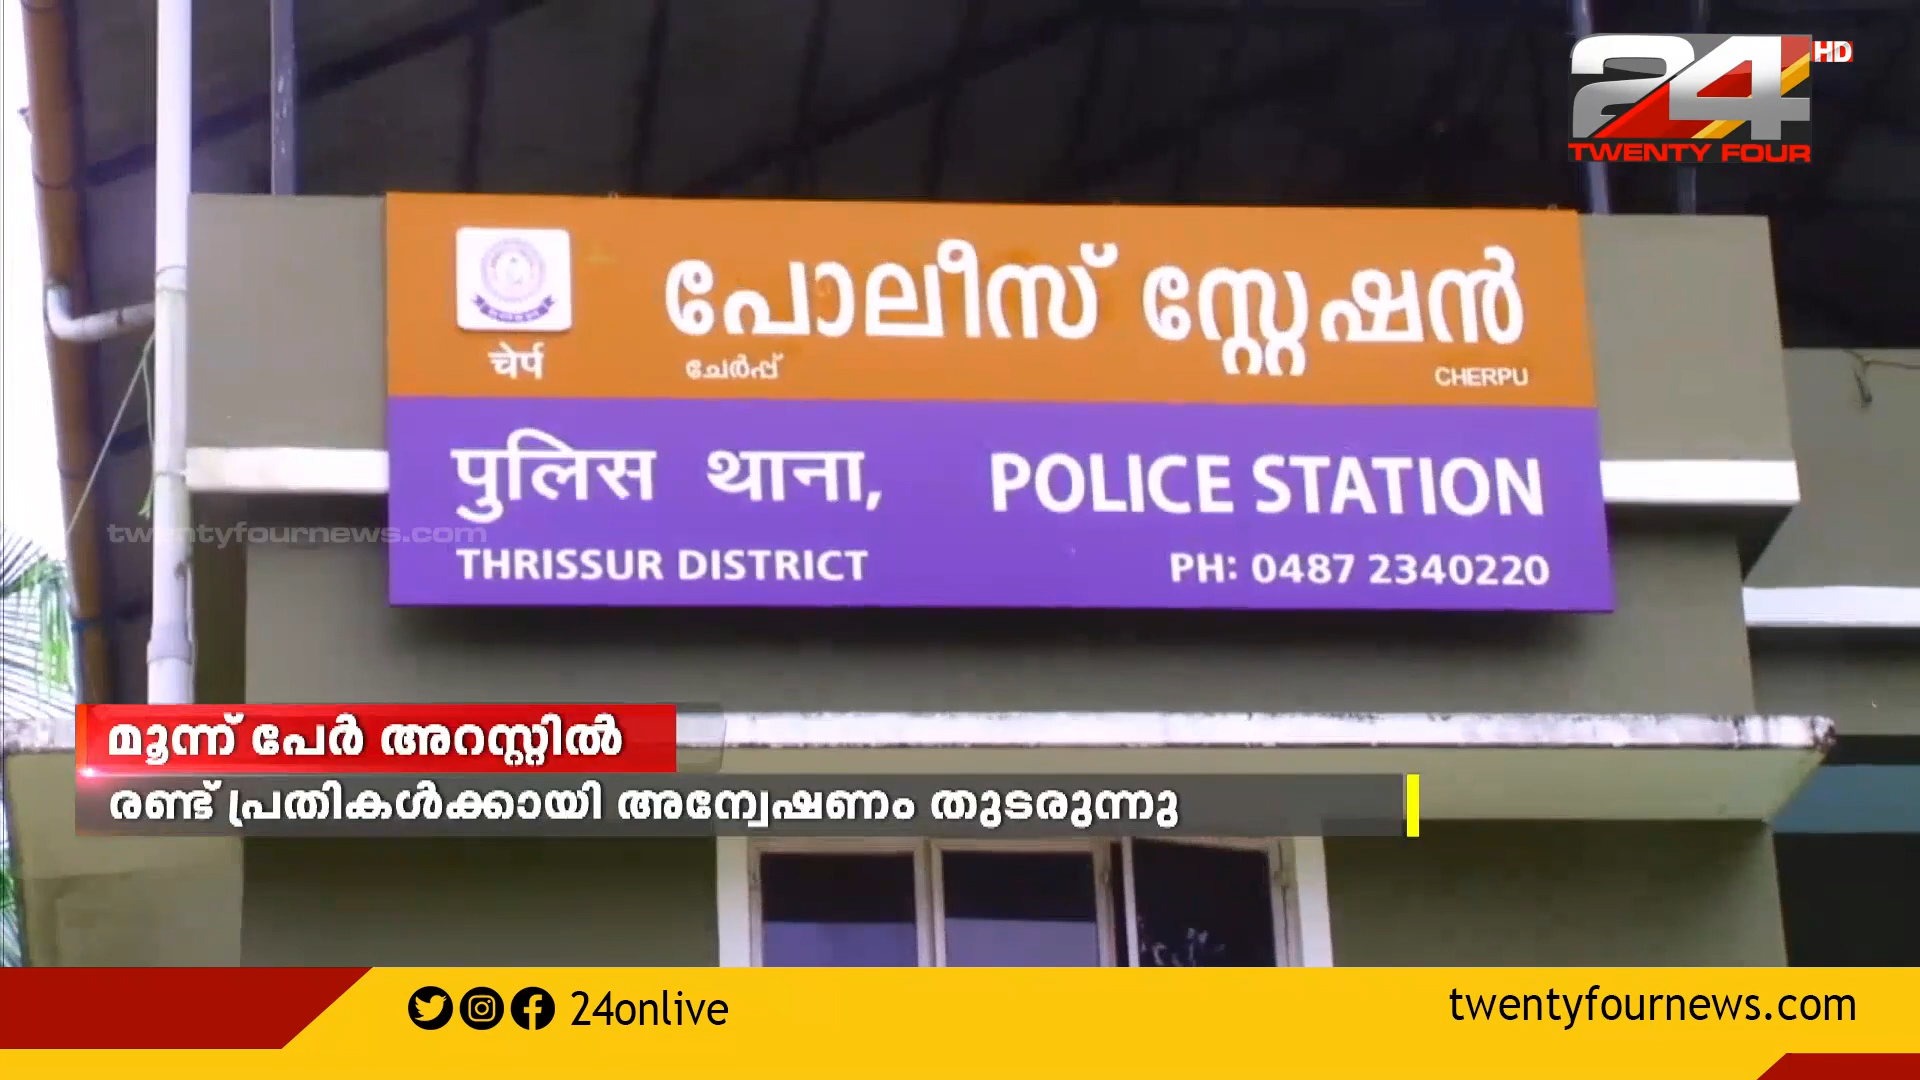 24 HD
TWENTY FOUR
പോലീസ് സ്റ്റേഷൻ
चेर्प ചേർപ്പ് CHERPU
पुलिस थाना, POLICE STATION
twentyfournews.com
THRISSUR DISTRICT PH: 0487 2340220
മൂന്ന് പേർ അറസ്റ്റിൽ
രണ്ട് പ്രതികൾക്കായി അന്വേഷണം തുടരുന്നു
24onlive twentyfournews.com